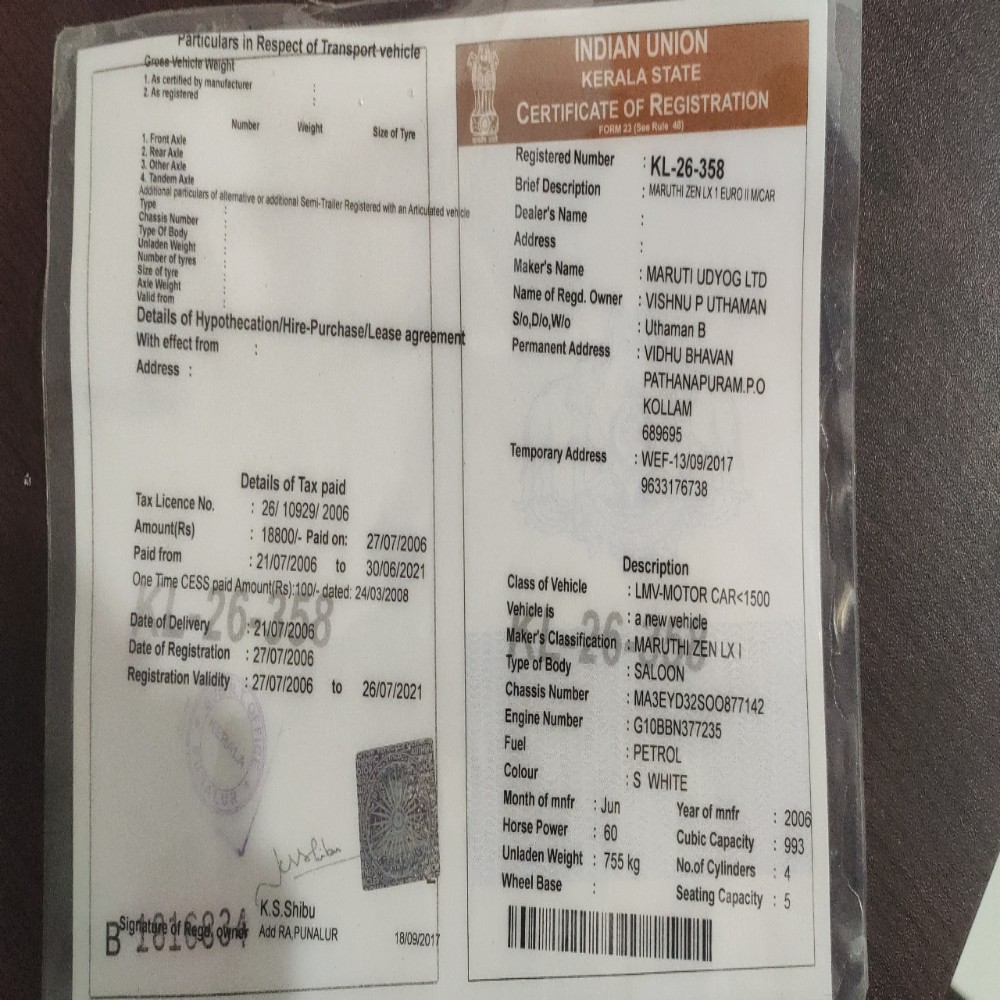 Particulars in Respect of Transport vehicle
Gross Vehicle Weight
1. As certified by manufacturer :
2. As registered :
Number Weight Size of Tyre
1. Front Axle
2. Rear Axle
3. Other Axle
4. Tandem Axle
Additional particulars of alternative or additional Semi-Trailer Registered with an Articulated vehicle
Type :
Chassis Number :
Type Of Body :
Unladen Weight :
Number of tyres :
Size of tyre :
Axle Weight :
Valid from :
Details of Hypothecation/Hire-Purchase/Lease agreement
With effect from :
Address :
Details of Tax paid
Tax Licence No. : 26/ 10929/ 2006
Amount(Rs) : 18800/- Paid on: 27/07/2006
Paid from : 21/07/2006 to 30/06/2021
One Time CESS paid Amount(Rs):100/- dated: 24/03/2008
KL-26-358
Date of Delivery : 21/07/2006
Date of Registration : 27/07/2006
Registration Validity : 27/07/2006 to 26/07/2021
KERALA
K.S.Shibu
Signature of Regd. owner Add RA,PUNALUR 18/09/2017
B 1016034
INDIAN UNION
KERALA STATE
CERTIFICATE OF REGISTRATION
FORM 23 (See Rule 48)
Registered Number : KL-26-358
Brief Description : MARUTHI ZEN LX 1 EURO II M/CAR
Dealer's Name :
Address :
Maker's Name : MARUTI UDYOG LTD
Name of Regd. Owner : VISHNU P UTHAMAN
S/o,D/o,W/o : Uthaman B
Permanent Address : VIDHU BHAVAN
PATHANAPURAM.P.O
KOLLAM
689695
Temporary Address : WEF-13/09/2017
9633176738
Description
Class of Vehicle : LMV-MOTOR CAR<1500
Vehicle is : a new vehicle
KL-26-358
Maker's Classification : MARUTHI ZEN LX I
Type of Body : SALOON
Chassis Number : MA3EYD32SOO877142
Engine Number : G10BBN377235
Fuel : PETROL
Colour : S WHITE
Month of mnfr : Jun Year of mnfr : 2006
Horse Power : 60 Cubic Capacity : 993
Unladen Weight : 755 kg No.of Cylinders : 4
Wheel Base : Seating Capacity : 5